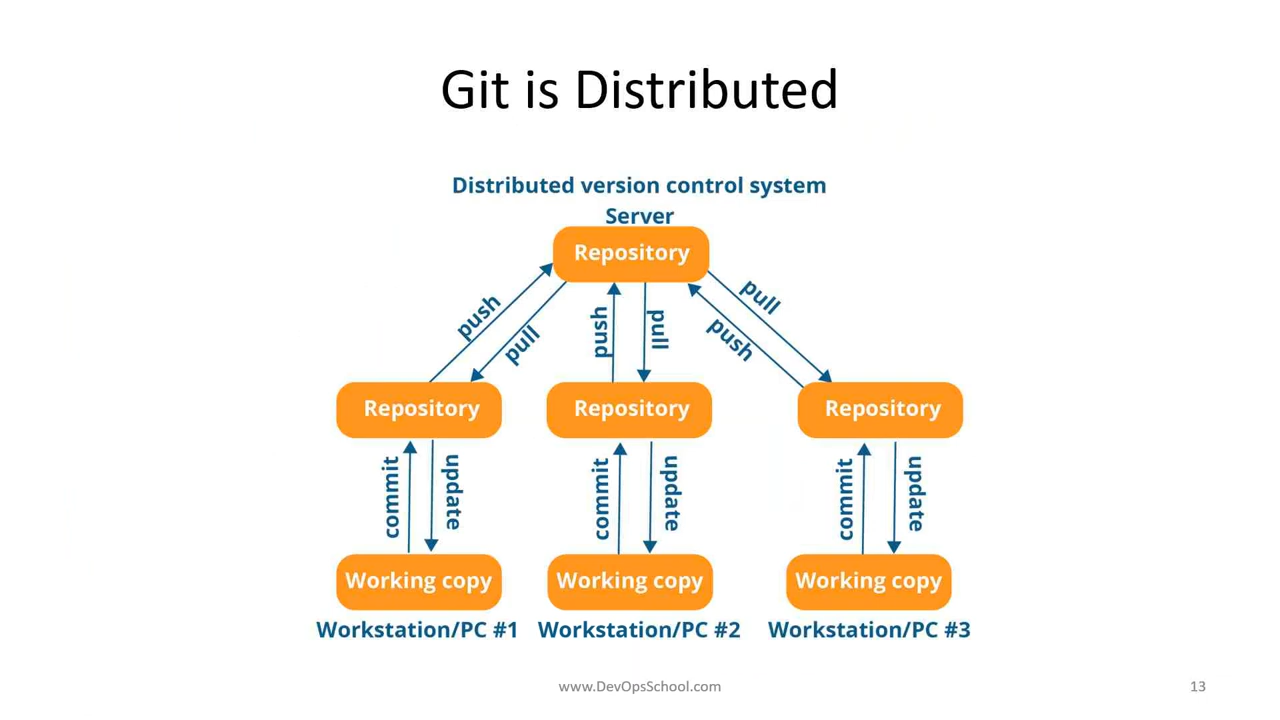 Git is Distributed
Distributed version control system
Server
Repository
push
pull
push
pull
push
pull
Repository
Repository
Repository
commit
update
commit
update
commit
update
Working copy
Working copy
Working copy
Workstation/PC #1
Workstation/PC #2
Workstation/PC #3
www.DevOpsSchool.com
13